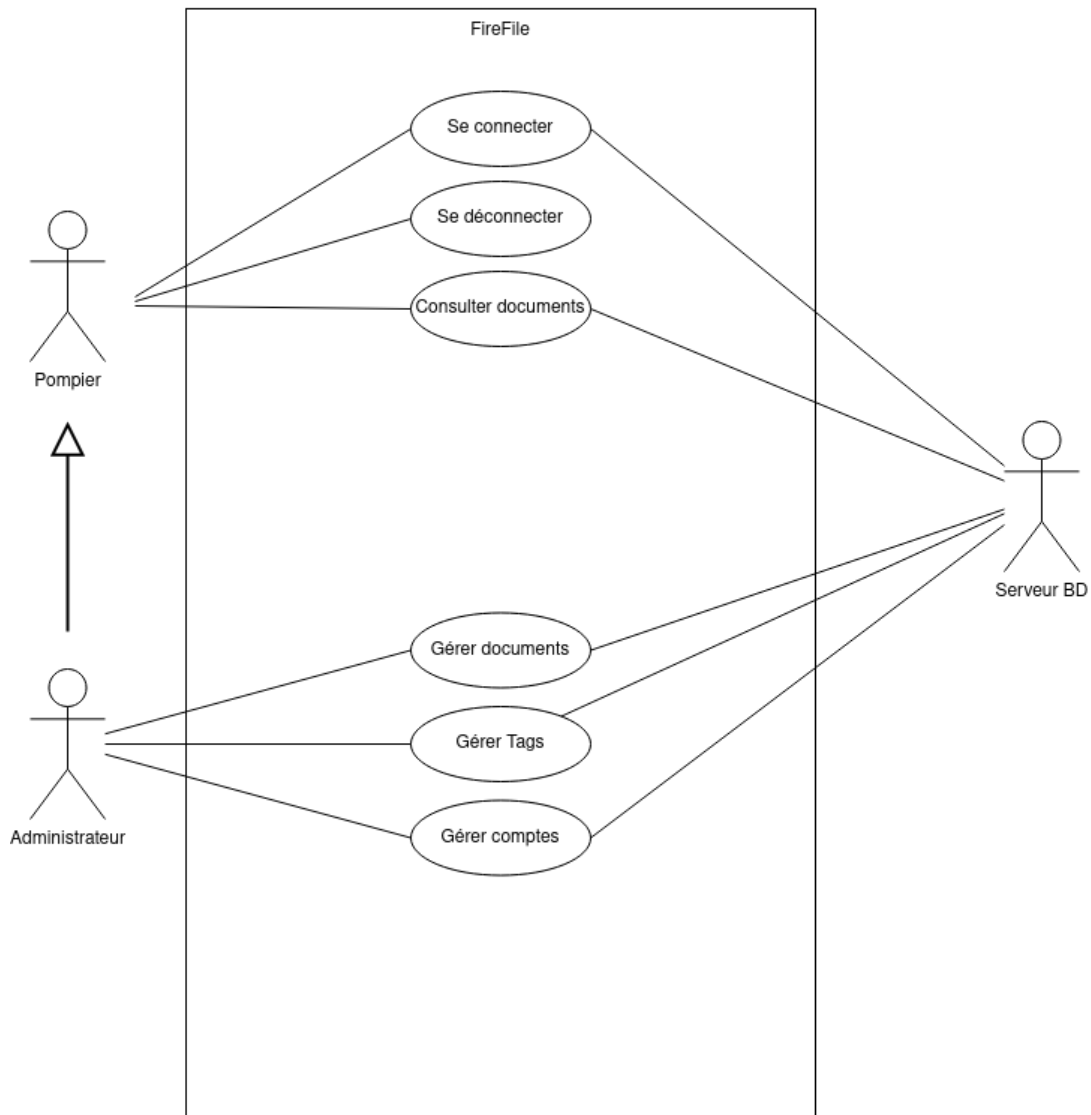 FireFile
Se connecter
Se déconnecter
Consulter documents
Pompier
Serveur BD
Gérer documents
Gérer Tags
Gérer comptes
Administrateur